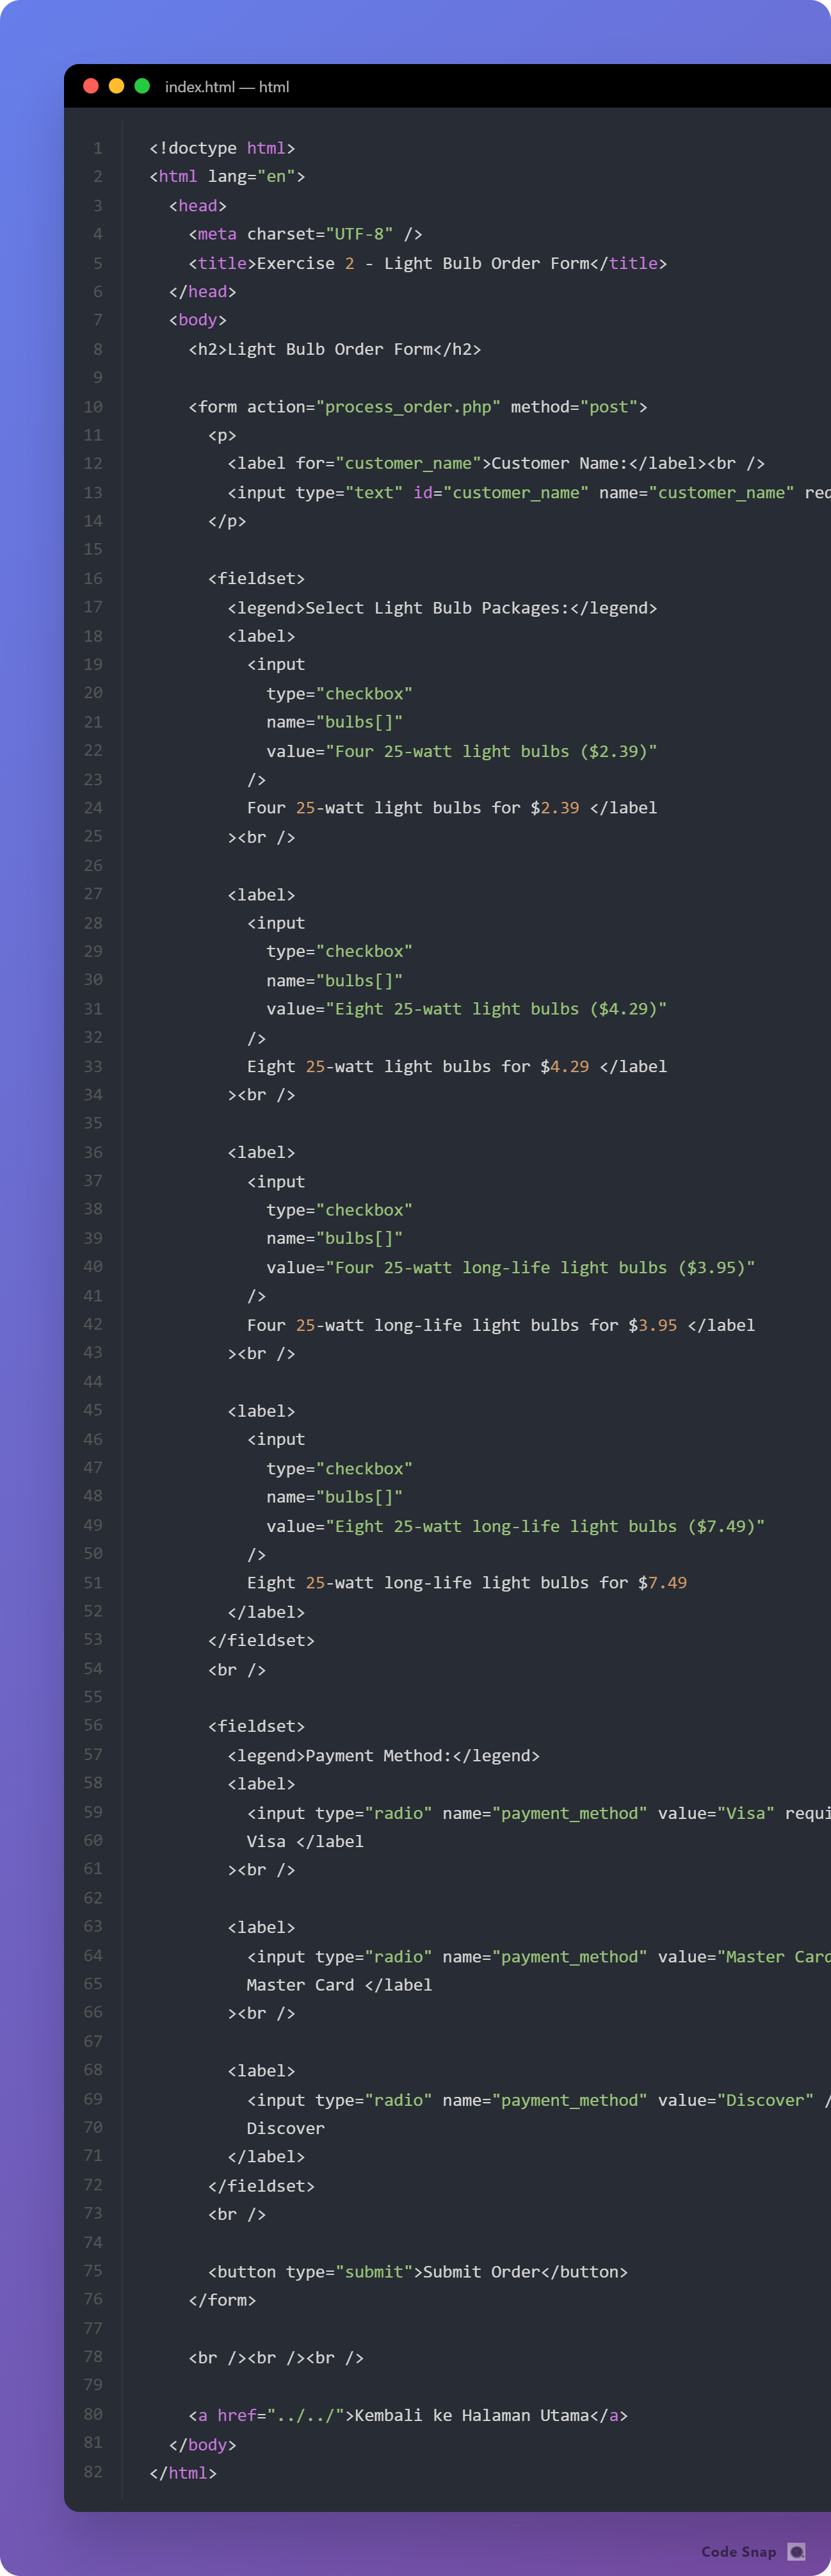 index.html — html
1 <!doctype html>
2 <html lang="en">
3 <head>
4 <meta charset="UTF-8" />
5 <title>Exercise 2 - Light Bulb Order Form</title>
6 </head>
7 <body>
8 <h2>Light Bulb Order Form</h2>
9
10 <form action="process_order.php" method="post">
11 <p>
12 <label for="customer_name">Customer Name:</label><br />
13 <input type="text" id="customer_name" name="customer_name" req
14 </p>
15
16 <fieldset>
17 <legend>Select Light Bulb Packages:</legend>
18 <label>
19 <input
20 type="checkbox"
21 name="bulbs[]"
22 value="Four 25-watt light bulbs ($2.39)"
23 />
24 Four 25-watt light bulbs for $2.39 </label
25 ><br />
26
27 <label>
28 <input
29 type="checkbox"
30 name="bulbs[]"
31 value="Eight 25-watt light bulbs ($4.29)"
32 />
33 Eight 25-watt light bulbs for $4.29 </label
34 ><br />
35
36 <label>
37 <input
38 type="checkbox"
39 name="bulbs[]"
40 value="Four 25-watt long-life light bulbs ($3.95)"
41 />
42 Four 25-watt long-life light bulbs for $3.95 </label
43 ><br />
44
45 <label>
46 <input
47 type="checkbox"
48 name="bulbs[]"
49 value="Eight 25-watt long-life light bulbs ($7.49)"
50 />
51 Eight 25-watt long-life light bulbs for $7.49
52 </label>
53 </fieldset>
54 <br />
55
56 <fieldset>
57 <legend>Payment Method:</legend>
58 <label>
59 <input type="radio" name="payment_method" value="Visa" requi
60 Visa </label
61 ><br />
62
63 <label>
64 <input type="radio" name="payment_method" value="Master Card
65 Master Card </label
66 ><br />
67
68 <label>
69 <input type="radio" name="payment_method" value="Discover" /
70 Discover
71 </label>
72 </fieldset>
73 <br />
74
75 <button type="submit">Submit Order</button>
76 </form>
77
78 <br /><br /><br />
79
80 <a href="../../">Kembali ke Halaman Utama</a>
81 </body>
82 </html>
Code Snap